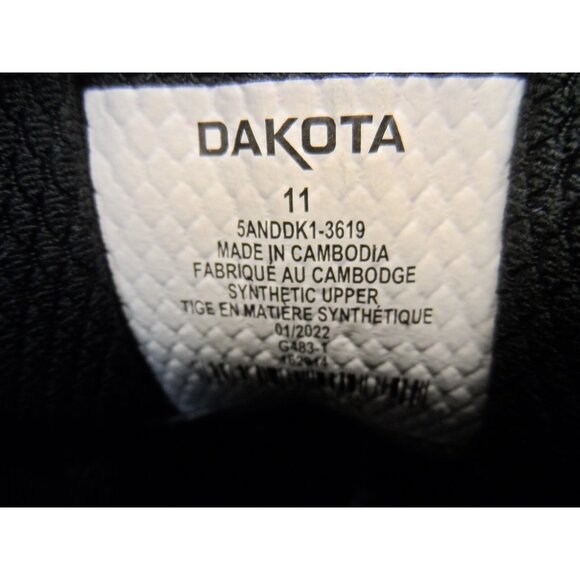 DAKOTA
11
5ANDDK1-3619
MADE IN CAMBODIA
FABRIQUÉ AU CAMBODGE
SYNTHETIC UPPER
TIGE EN MATIÈRE SYNTHÉTIQUE
01/2022
G483-1